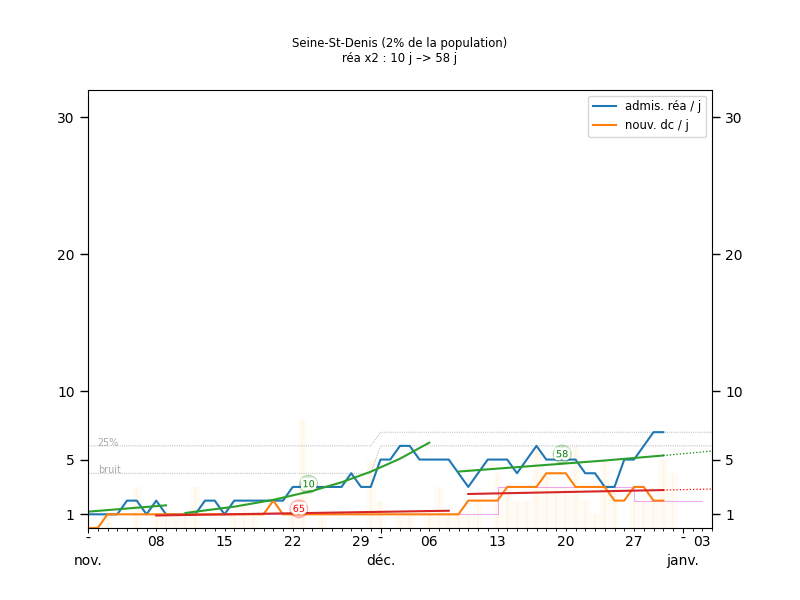 Seine-St-Denis (2% de la population)
réa x2 : 10 j –> 58 j
admis. réa / j
nouv. dc / j
30 30
20 20
10 10
25%
58
5 5
bruit
10
65
1 1
- 08 15 22 29 - 06 13 20 27 - 03
nov. déc. janv.